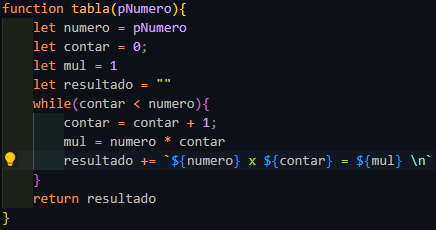 function tabla(pNumero){
    let numero = pNumero
    let contar = 0;
    let mul = 1
    let resultado = ""
    while(contar < numero){
        contar = contar + 1;
        mul = numero * contar
        resultado += `${numero} x ${contar} = ${mul} \n`
    }
    return resultado
}